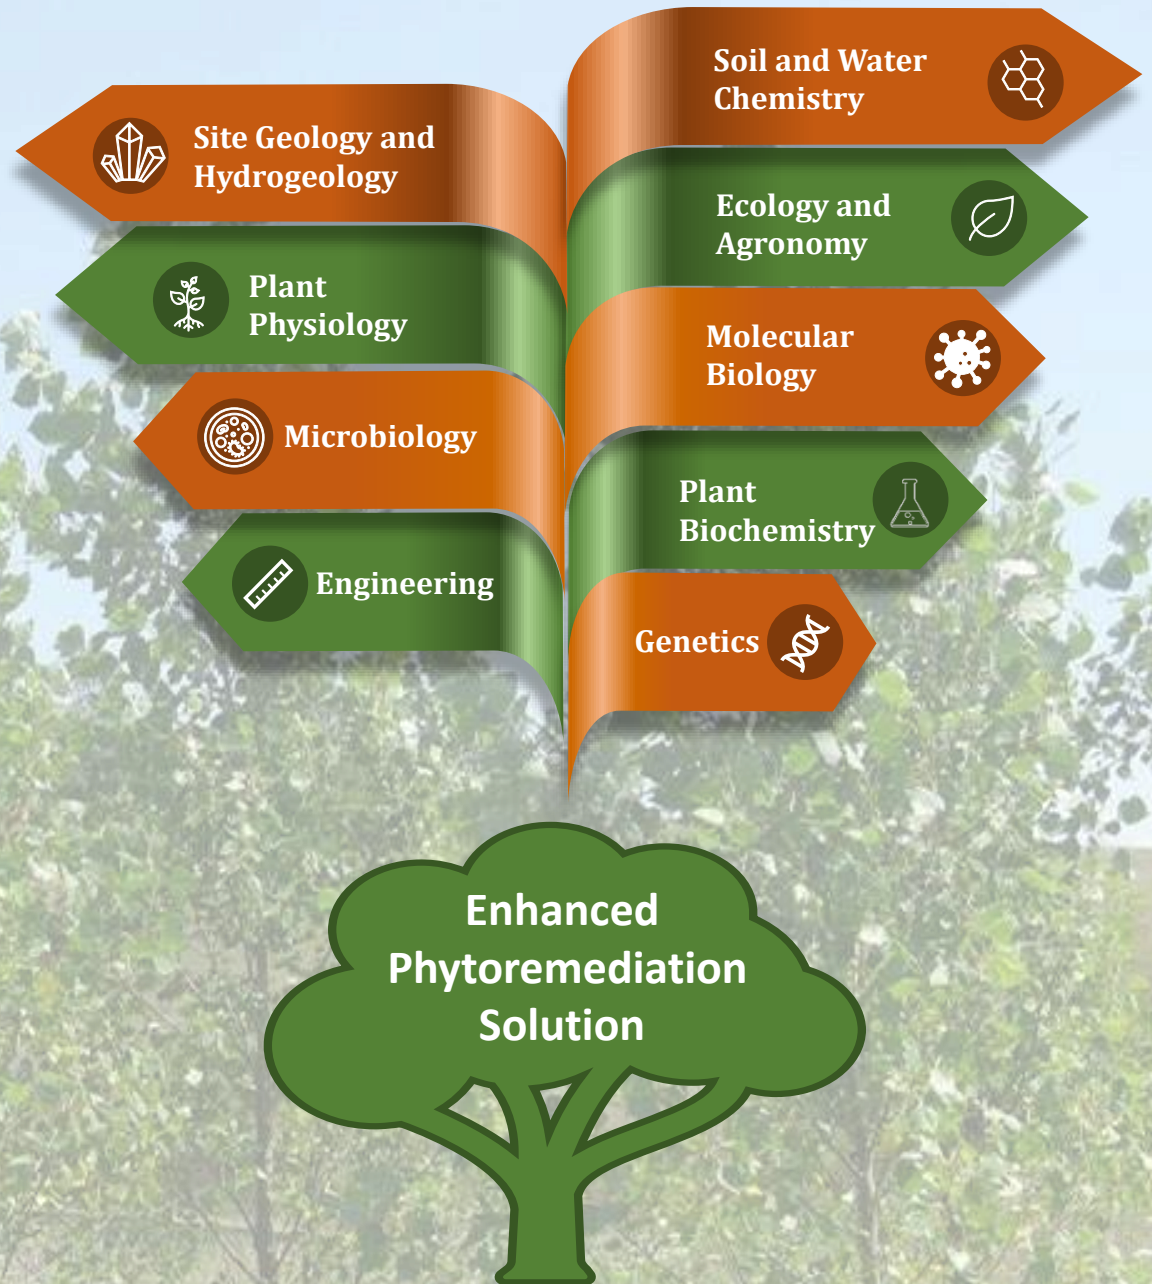 Soil and Water
Chemistry
Site Geology and
Hydrogeology
Ecology and
Agronomy
Plant
Physiology
Molecular
Biology
Microbiology
Plant
Biochemistry
Engineering
Genetics
Enhanced
Phytoremediation
Solution